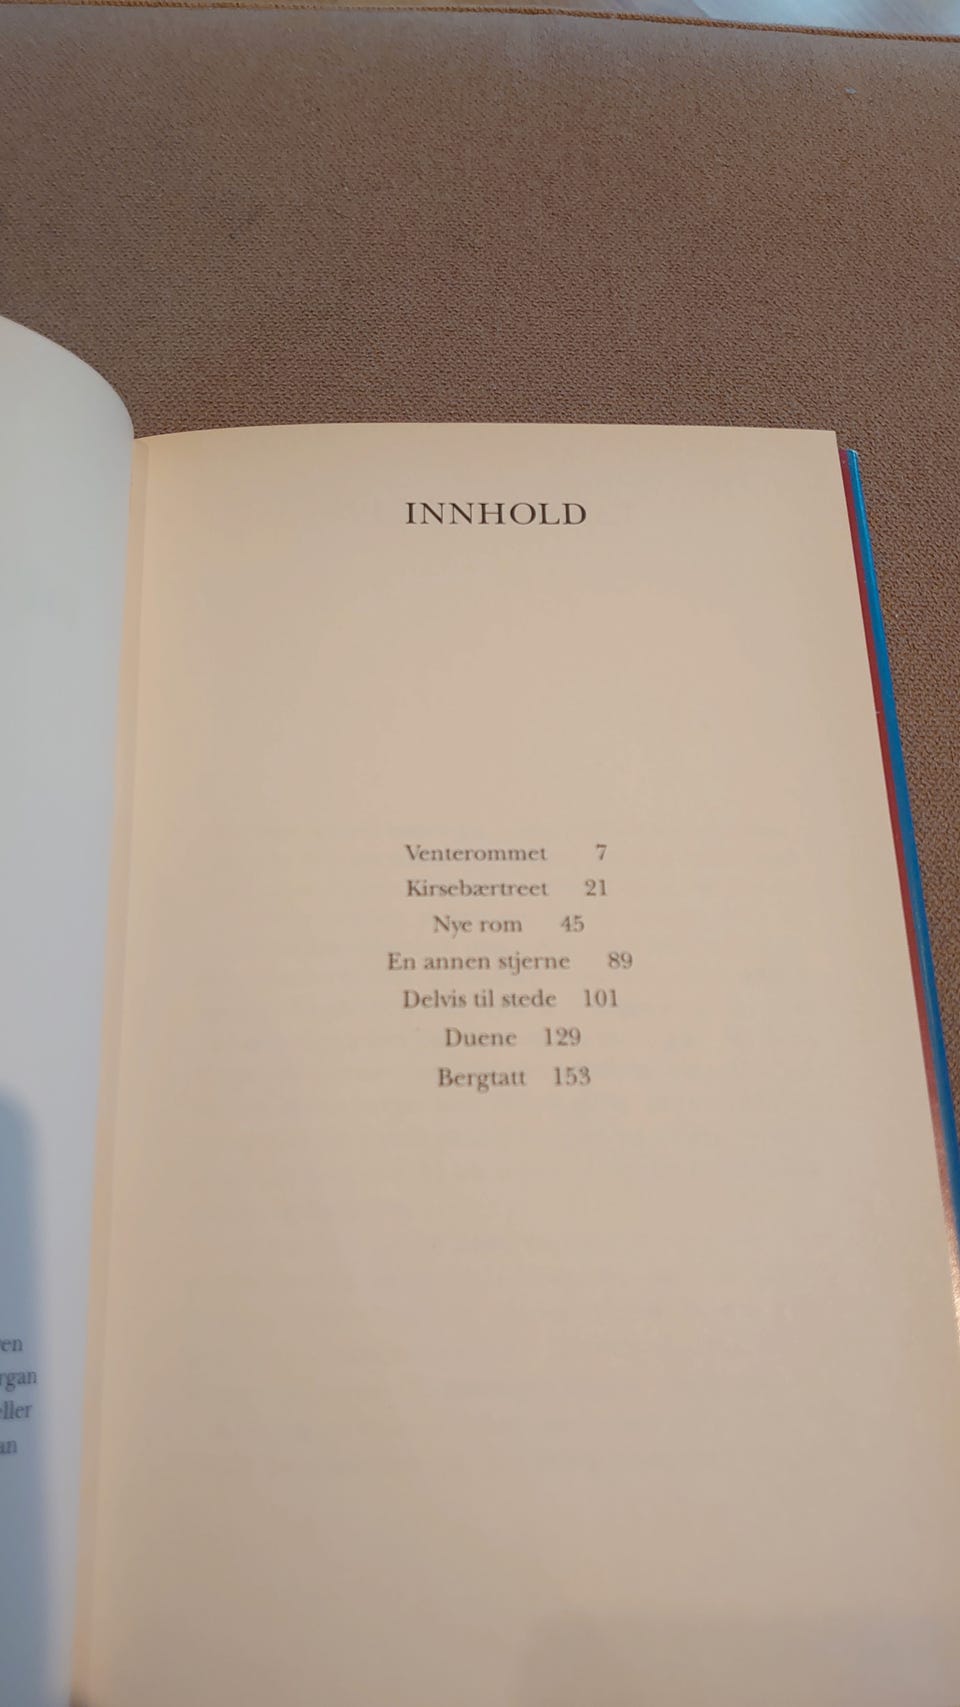 INNHOLD
Venterommet 7
Kirsebærtreet 21
Nye rom 45
En annen stjerne 89
Delvis til stede 101
Duene 129
Bergtatt 153